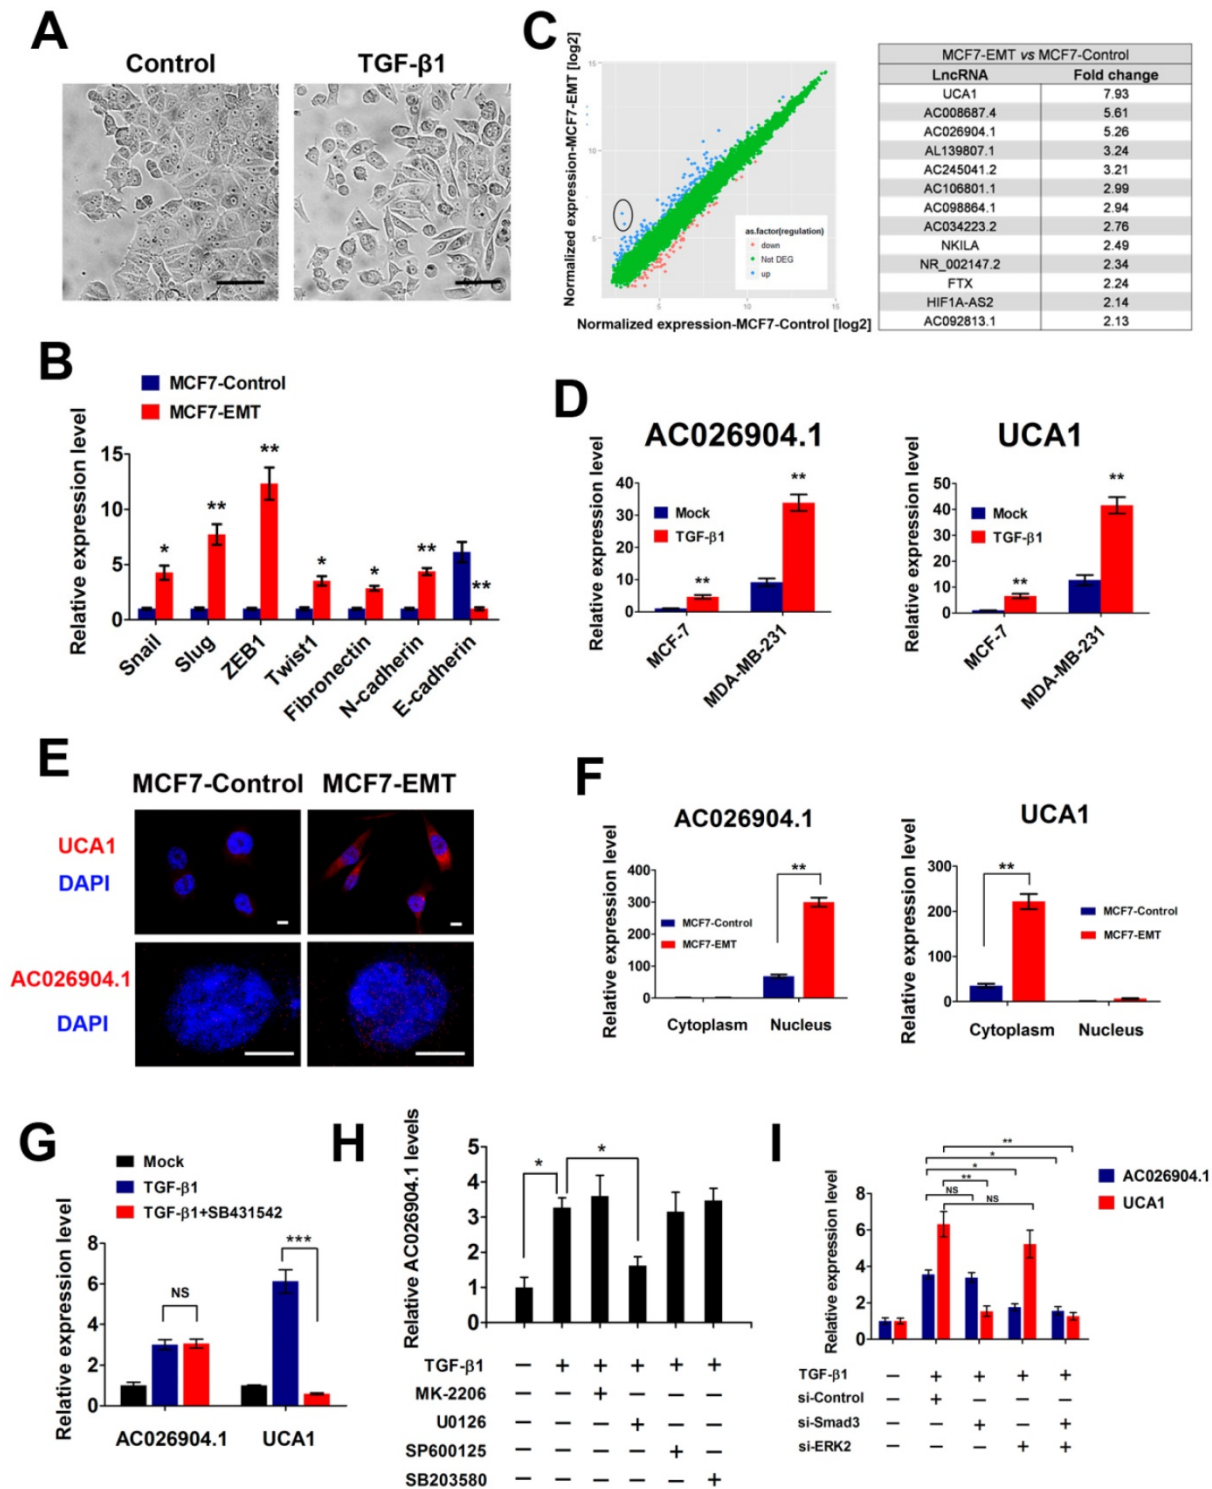 A
Control
TGF-β1
C
Normalized expression-MCF7-EMT [log2]
15
10
5
5
10
15
as.factor(regulation)
down
Not DEG
up
Normalized expression-MCF7-Control [log2]
MCF7-EMT vs MCF7-Control
LncRNA Fold change
UCA1 7.93
AC008687.4 5.61
AC026904.1 5.26
AL139807.1 3.24
AC245041.2 3.21
AC106801.1 2.99
AC098864.1 2.94
AC034223.2 2.76
NKILA 2.49
NR_002147.2 2.34
FTX 2.24
HIF1A-AS2 2.14
AC092813.1 2.13
B
MCF7-Control
MCF7-EMT
Relative expression level
15
10
5
0
* ** ** * * ** **
Snail
Slug
ZEB1
Twist1
Fibronectin
N-cadherin
E-cadherin
D
AC026904.1
Relative expression level
40
30
20
10
0
Mock
TGF-β1
** **
MCF-7
MDA-MB-231
UCA1
Relative expression level
50
40
30
20
10
0
Mock
TGF-β1
** **
MCF-7
MDA-MB-231
E
MCF7-Control MCF7-EMT
UCA1
DAPI
AC026904.1
DAPI
F
AC026904.1
Relative expression level
400
300
200
100
0
MCF7-Control
MCF7-EMT
**
Cytoplasm Nucleus
UCA1
Relative expression level
300
200
100
0
**
MCF7-Control
MCF7-EMT
Cytoplasm Nucleus
G
Mock
TGF-β1
TGF-β1+SB431542
Relative expression level
8
6
4
2
0
NS
***
AC026904.1 UCA1
H
Relative AC026904.1 levels
5
4
3
2
1
0
* *
TGF-β1 — + + + + +
MK-2206 — — + — — —
U0126 — — — + — —
SP600125 — — — — + —
SB203580 — — — — — +
I
AC026904.1
UCA1
Relative expression level
8
6
4
2
0
**
*
*
**
NS
NS
TGF-β1 — + + + +
si-Control — + — — —
si-Smad3 — — + — +
si-ERK2 — — — + +